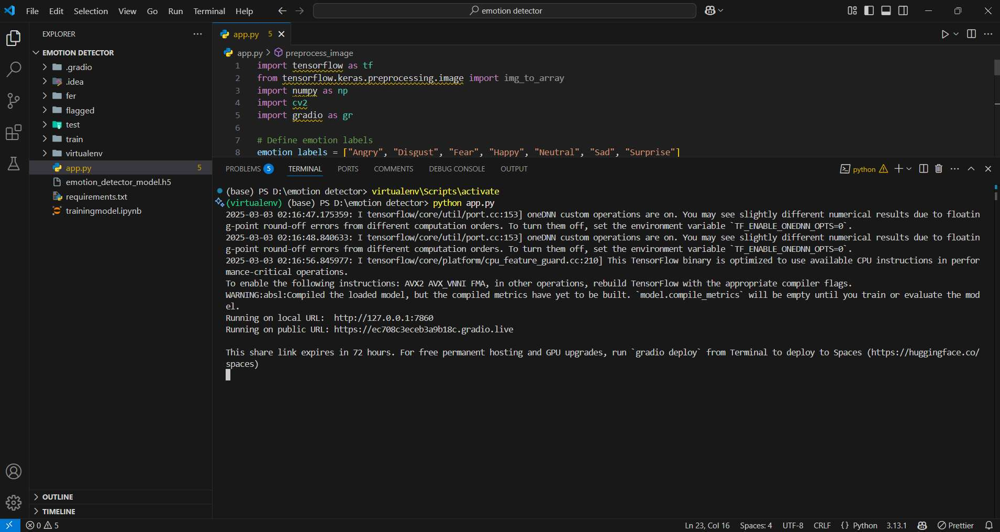 File Edit Selection View Go Run Terminal Help
emotion detector
EXPLORER
EMOTION DETECTOR
.gradio
.idea
fer
flagged
test
train
virtualenv
app.py 5
emotion_detector_model.h5
requirements.txt
trainingmodel.ipynb
OUTLINE
TIMELINE
app.py 5
app.py > preprocess_image
1 import tensorflow as tf
2 from tensorflow.keras.preprocessing.image import img_to_array
3 import numpy as np
4 import cv2
5 import gradio as gr
6
7 # Define emotion labels
8 emotion labels = ["Angry", "Disgust", "Fear", "Happy", "Neutral", "Sad", "Surprise"]
PROBLEMS 5 TERMINAL PORTS COMMENTS DEBUG CONSOLE OUTPUT
python
(base) PS D:\emotion detector> virtualenv\Scripts\activate
(virtualenv) (base) PS D:\emotion detector> python app.py
2025-03-03 02:16:47.175359: I tensorflow/core/util/port.cc:153] oneDNN custom operations are on. You may see slightly different numerical results due to floatin
g-point round-off errors from different computation orders. To turn them off, set the environment variable `TF_ENABLE_ONEDNN_OPTS=0`.
2025-03-03 02:16:48.840633: I tensorflow/core/util/port.cc:153] oneDNN custom operations are on. You may see slightly different numerical results due to floatin
g-point round-off errors from different computation orders. To turn them off, set the environment variable `TF_ENABLE_ONEDNN_OPTS=0`.
2025-03-03 02:16:56.845977: I tensorflow/core/platform/cpu_feature_guard.cc:210] This TensorFlow binary is optimized to use available CPU instructions in perfor
mance-critical operations.
To enable the following instructions: AVX2 AVX_VNNI FMA, in other operations, rebuild TensorFlow with the appropriate compiler flags.
WARNING:absl:Compiled the loaded model, but the compiled metrics have yet to be built. `model.compile_metrics` will be empty until you train or evaluate the mod
el.
Running on local URL:  http://127.0.0.1:7860
Running on public URL: https://ec708c3eceb3a9b18c.gradio.live
This share link expires in 72 hours. For free permanent hosting and GPU upgrades, run `gradio deploy` from Terminal to deploy to Spaces (https://huggingface.co/
spaces)
0 5
Ln 23, Col 16 Spaces: 4 UTF-8 CRLF {} Python 3.13.1 Prettier